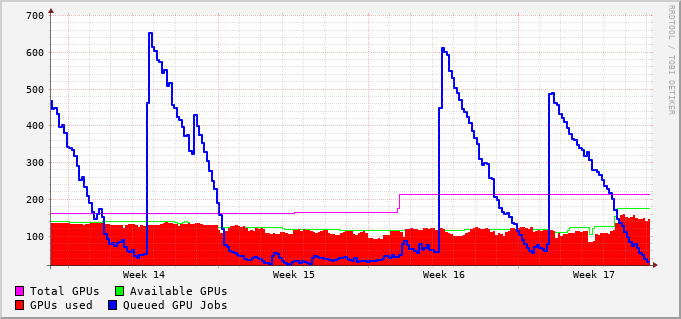 700
600
500
400
300
200
100
Week 14 Week 15 Week 16 Week 17
Total GPUs Available GPUs
GPUs used Queued GPU Jobs
RRDTOOL / TOBI OETIKER